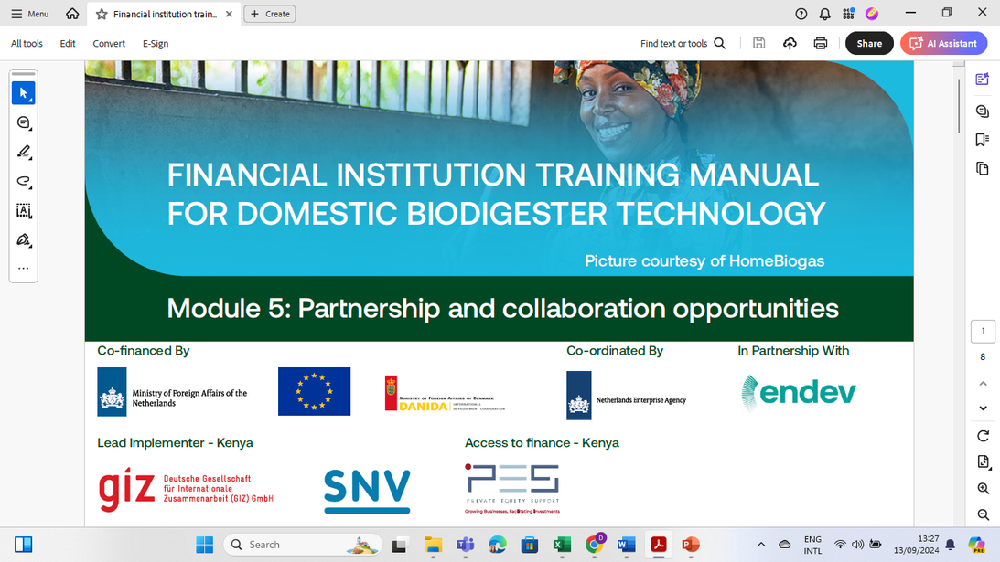 Menu
Financial institution train...
Create
All tools
Edit
Convert
E-Sign
Find text or tools
Share
AI Assistant
FINANCIAL INSTITUTION TRAINING MANUAL
FOR DOMESTIC BIODIGESTER TECHNOLOGY
Picture courtesy of HomeBiogas
Module 5: Partnership and collaboration opportunities
Co-financed By
Co-ordinated By
In Partnership With
Ministry of Foreign Affairs of the
Netherlands
MINISTRY OF FOREIGN AFFAIRS OF DENMARK
DANIDA
INTERNATIONAL
DEVELOPMENT COOPERATION
Netherlands Enterprise Agency
endev
Lead Implementer - Kenya
Access to finance - Kenya
giz
Deutsche Gesellschaft
für Internationale
Zusammenarbeit (GIZ) GmbH
SNV
PES
PRIVATE EQUITY SUPPORT
Growing Businesses, Facilitating Investments
1
8
Search
D
ENG
INTL
13:27
13/09/2024
PRE